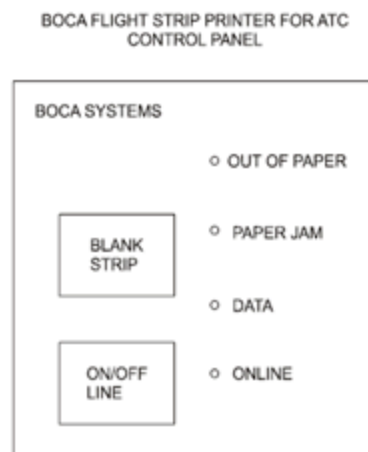 BOCA FLIGHT STRIP PRINTER FOR ATC
CONTROL PANEL
BOCA SYSTEMS
OUT OF PAPER
BLANK
STRIP
PAPER JAM
DATA
ON/OFF
LINE
ONLINE